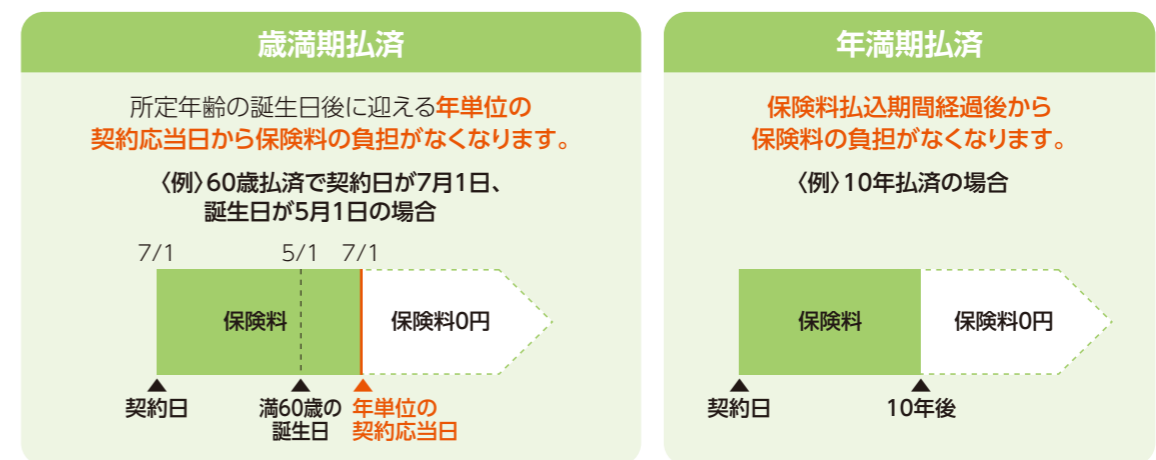 歳満期払済
所定年齢の誕生日後に迎える年単位の
契約応当日から保険料の負担がなくなります。
〈例〉60歳払済で契約日が7月1日、
誕生日が5月1日の場合
7/1 5/1 7/1
保険料 保険料0円
契約日 満60歳の 年単位の
誕生日 契約応当日
年満期払済
保険料払込期間経過後から
保険料の負担がなくなります。
〈例〉10年払済の場合
保険料 保険料0円
契約日 10年後